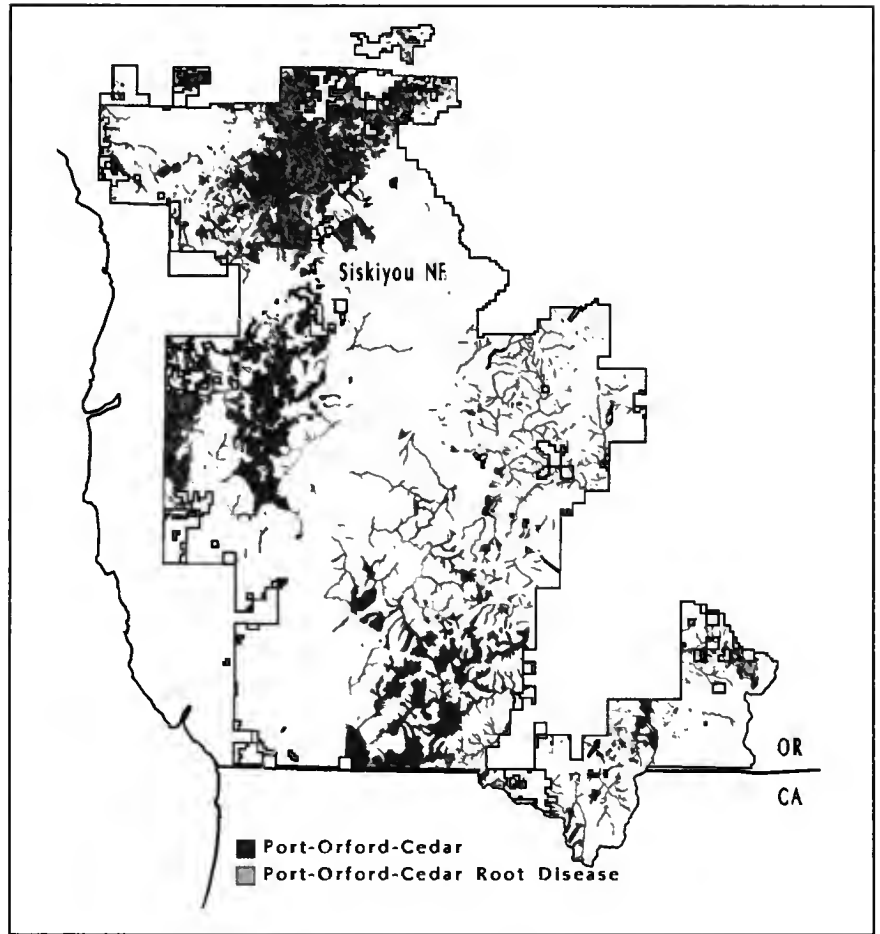 Siskiyou NF
OR
CA
Port-Orford-Cedar
Port-Orford-Cedar Root Disease